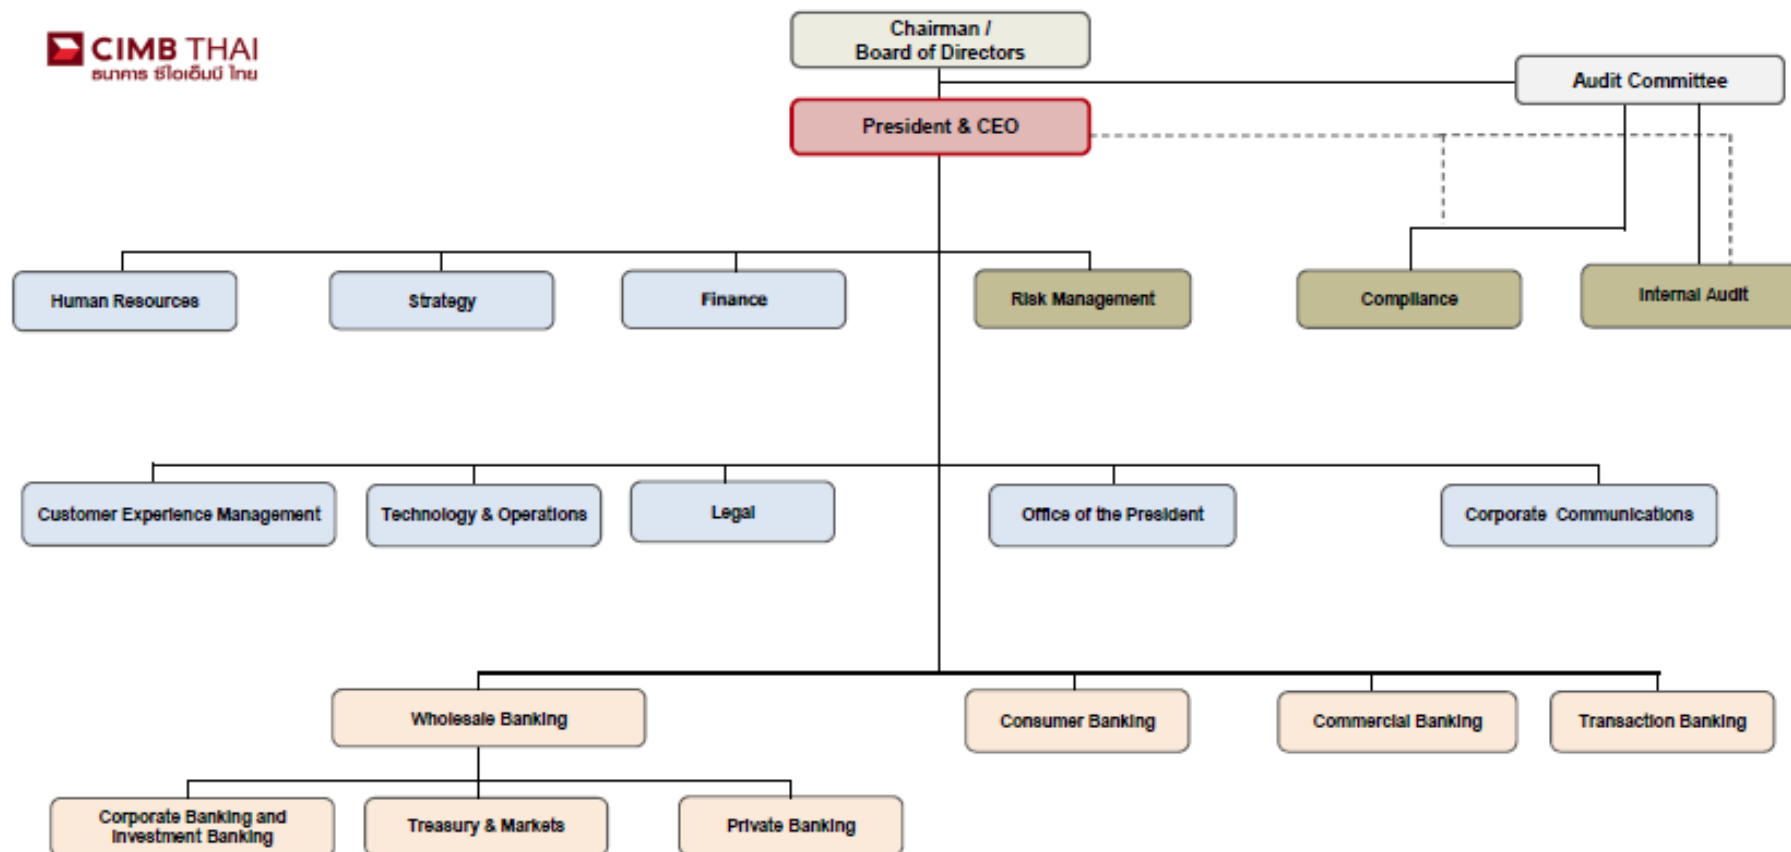 CIMB THAI
ธนาคาร ซีไอเอ็มบี ไทย
Chairman /
Board of Directors
Audit Committee
President & CEO
Human Resources
Strategy
Finance
Risk Management
Compliance
Internal Audit
Customer Experience Management
Technology & Operations
Legal
Office of the President
Corporate Communications
Wholesale Banking
Consumer Banking
Commercial Banking
Transaction Banking
Corporate Banking and
Investment Banking
Treasury & Markets
Private Banking